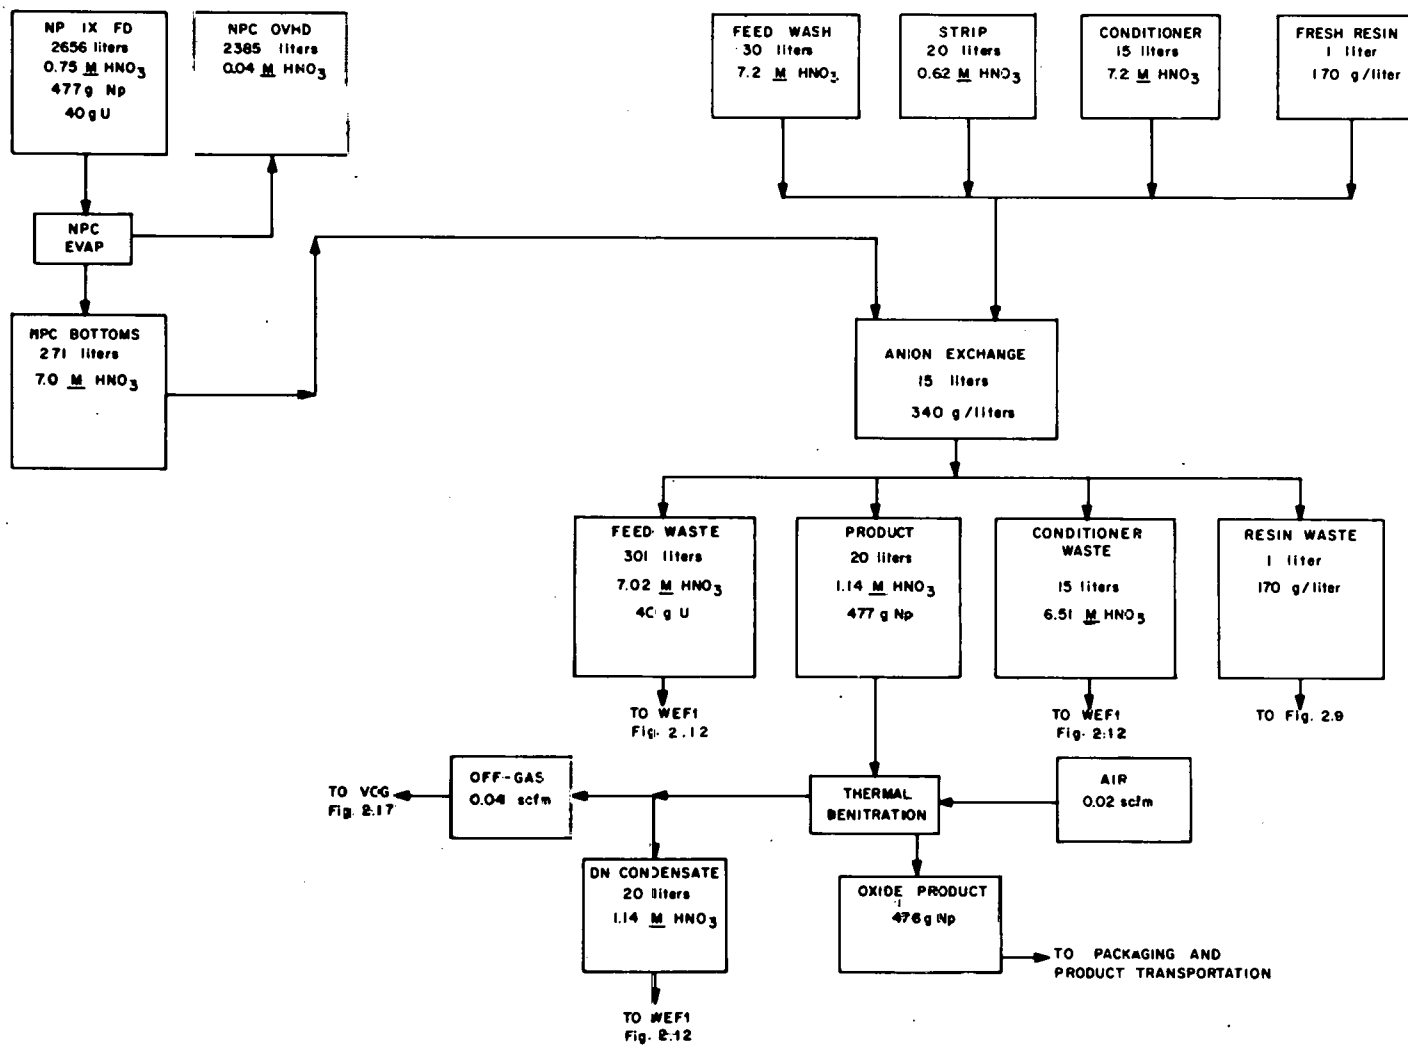 NP IX FD
2656 liters
0.75 M HNO3
477g Np
40g U
NPC OVHD
2385 liters
0.04 M HNO3
FEED WASH
30 liters
7.2 M HNO3
STRIP
20 liters
0.62 M HNO3
CONDITIONER
15 liters
7.2 M HNO3
FRESH RESIN
1 liter
170 g/liter
NPC
EVAP
MPC BOTTOMS
271 liters
7.0 M HNO3
ANION EXCHANGE
15 liters
340 g/liters
FEED WASTE
301 liters
7.02 M HNO3
40 g U
PRODUCT
20 liters
1.14 M HNO3
477g Np
CONDITIONER
WASTE
15 liters
6.51 M HNO3
RESIN WASTE
1 liter
170 g/liter
TO WEF1
Fig. 2.12
TO WEF1
Fig. 2.12
TO Fig. 2.9
TO VOG
Fig. 2.17
OFF-GAS
0.04 scfm
THERMAL
DENITRATION
AIR
0.02 scfm
DN CONDENSATE
20 liters
1.14 M HNO3
OXIDE PRODUCT
476g Np
TO PACKAGING AND
PRODUCT TRANSPORTATION
TO WEF1
Fig. 2.12